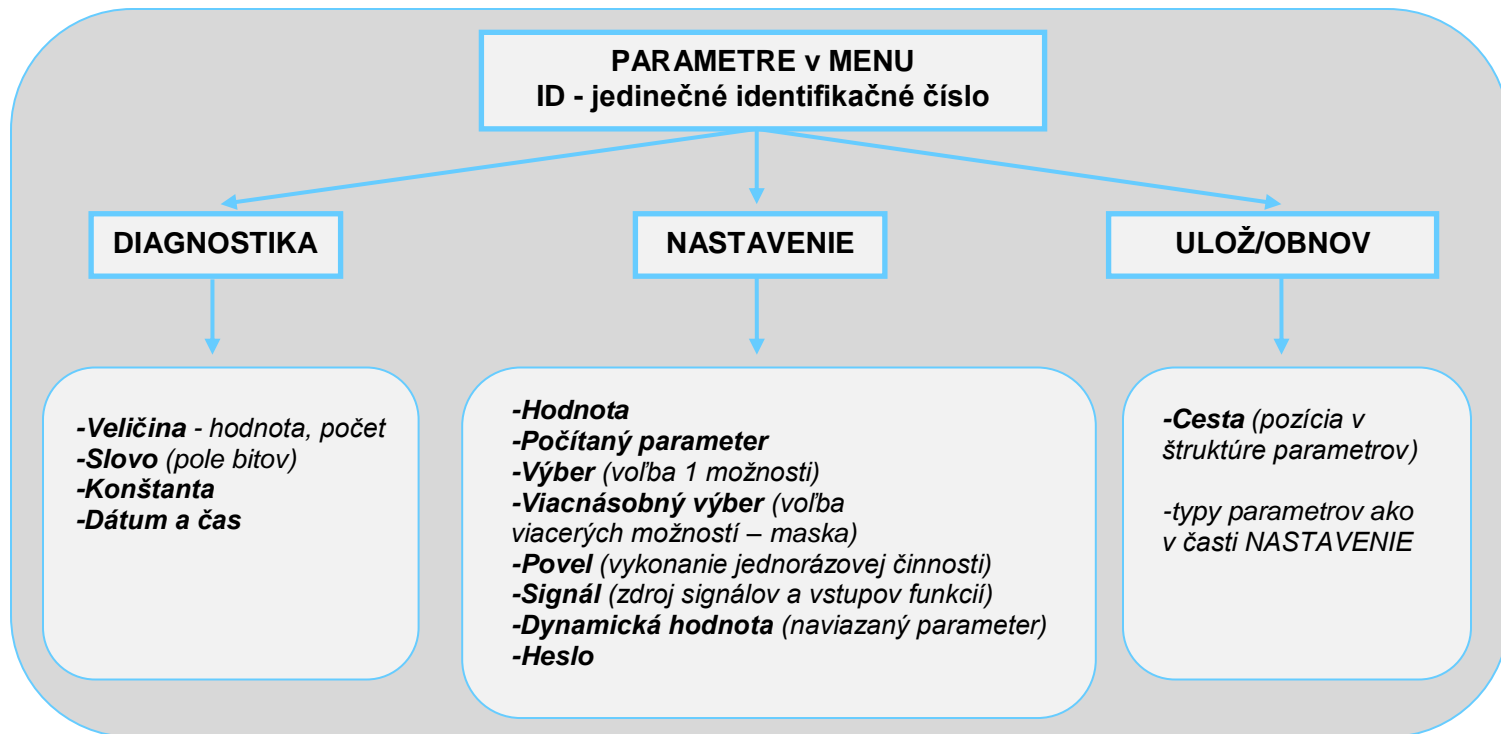 PARAMETRE v MENU
ID - jedinečné identifikačné číslo
DIAGNOSTIKA
NASTAVENIE
ULOŽ/OBNOV
-Veličina - hodnota, počet
-Slovo (pole bitov)
-Konštanta
-Dátum a čas
-Hodnota
-Počítaný parameter
-Výber (voľba 1 možnosti)
-Viacnásobný výber (voľba
viacerých možností – maska)
-Povel (vykonanie jednorázovej činnosti)
-Signál (zdroj signálov a vstupov funkcií)
-Dynamická hodnota (naviazaný parameter)
-Heslo
-Cesta (pozícia v
štruktúre parametrov)
-typy parametrov ako
v časti NASTAVENIE